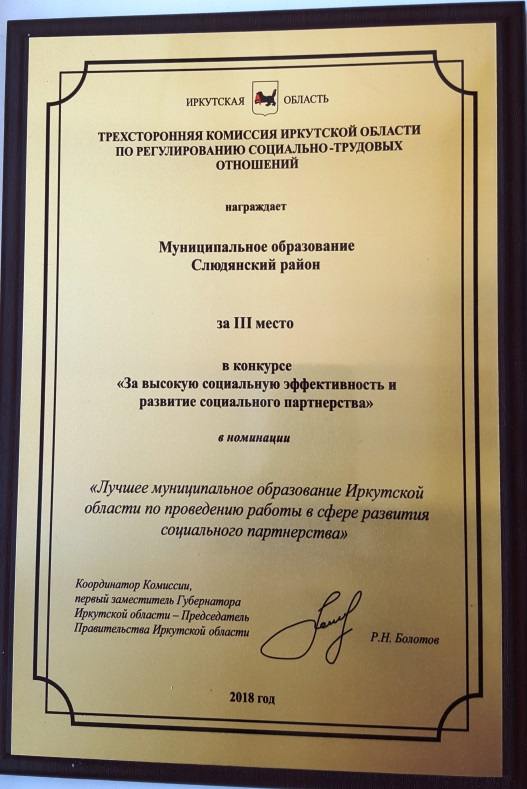 ИРКУТСКАЯ ОБЛАСТЬ
ТРЕХСТОРОННЯЯ КОМИССИЯ ИРКУТСКОЙ ОБЛАСТИ
ПО РЕГУЛИРОВАНИЮ СОЦИАЛЬНО-ТРУДОВЫХ
ОТНОШЕНИЙ
награждает
Муниципальное образование
Слюдянский район
за III место
в конкурсе
«За высокую социальную эффективность и
развитие социального партнерства»
в номинации
«Лучшее муниципальное образование Иркутской
области по проведению работы в сфере развития
социального партнерства»
Координатор Комиссии,
первый заместитель Губернатора
Иркутской области – Председатель
Правительства Иркутской области
Р.Н. Болотов
2018 год